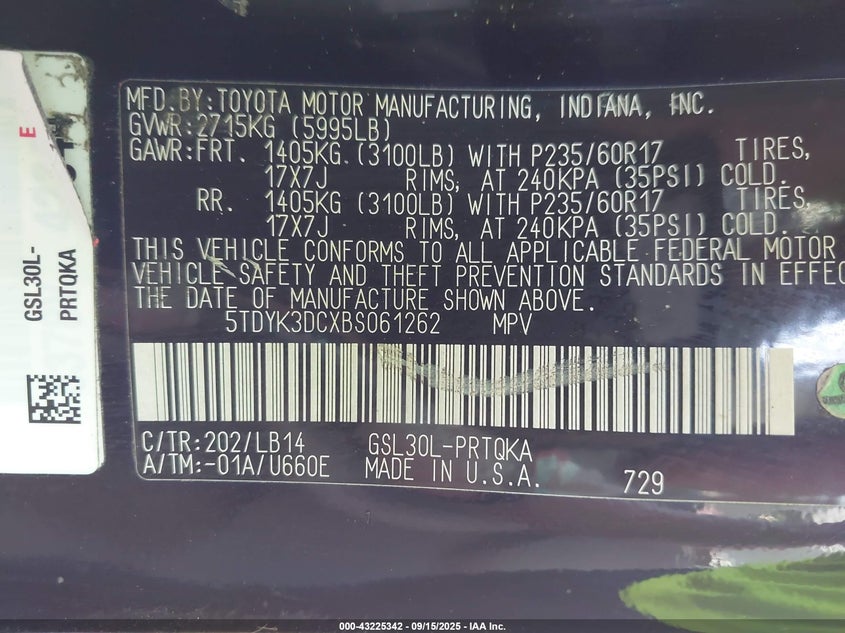 MFD.BY:TOYOTA MOTOR MANUFACTURING, INDIANA, INC.
GVWR:2715KG (5995LB)
GAWR:FRT. 1405KG (3100LB) WITH P235/60R17 TIRES,
17X7J RIMS, AT 240KPA (35PSI) COLD.
RR. 1405KG (3100LB) WITH P235/60R17 TIRES,
17X7J RIMS, AT 240KPA (35PSI) COLD.
THIS VEHICLE CONFORMS TO ALL APPLICABLE FEDERAL MOTOR
VEHICLE SAFETY AND THEFT PREVENTION STANDARDS IN EFFEC
THE DATE OF MANUFACTURE SHOWN ABOVE.
5TDYK3DCXBS061262 MPV
C/TR:202/LB14 GSL30L-PRTQKA
A/TM:-01A/U660E MADE IN U.S.A. 729
E
GSL30L-
PRTQKA
000-43225342 - 09/15/2025 - IAA Inc.